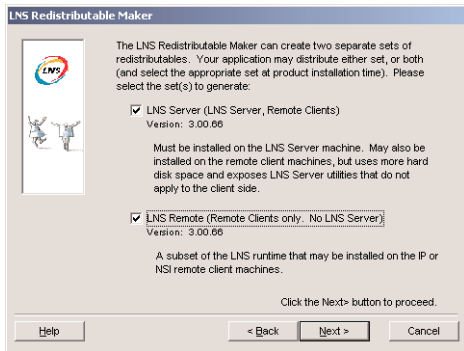 LNS Redistributable Maker
The LNS Redistributable Maker can create two separate sets of
redistributables. Your application may distribute either set, or both
(and select the appropriate set at product installation time). Please
select the set(s) to generate:
LNS
LNS Server (LNS Server, Remote Clients)
Version: 3.00.66
Must be installed on the LNS Server machine. May also be
installed on the remote client machines, but uses more hard
disk space and exposes LNS Server utilities that do not
apply to the client side.
LNS Remote (Remote Clients only. No LNS Server)
Version: 3.00.66
A subset of the LNS runtime that may be installed on the IP or
NSI remote client machines.
Click the Next> button to proceed.
Help < Back Next > Cancel